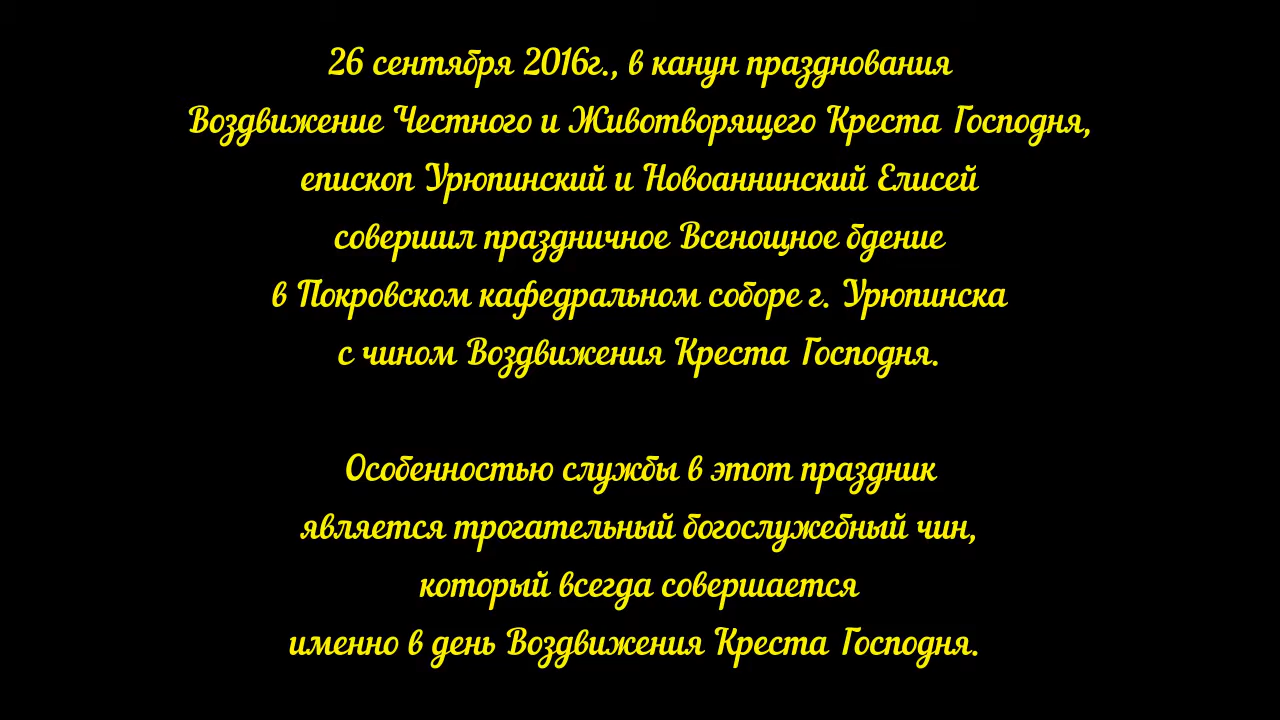 26 сентября 2016г., в канун празднования
Воздвижение Честного и Животворящего Креста Господня,
епископ Урюпинский и Новоаннинский Елисей
совершил праздничное Всенощное бдение
в Покровском кафедральном соборе г. Урюпинска
с чином Воздвижения Креста Господня.
Особенностью службы в этот праздник
является трогательный богослужебный чин,
который всегда совершается
именно в день Воздвижения Креста Господня.